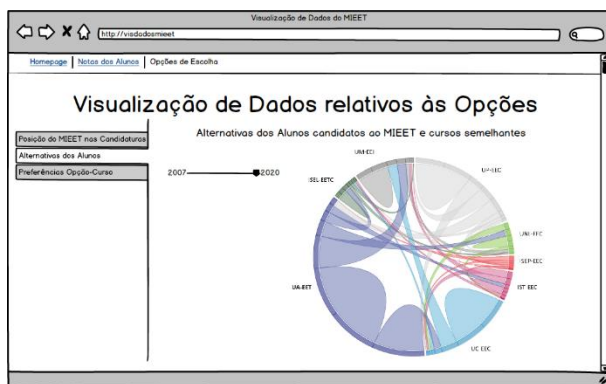 Visualização de Dados do MIEET
http://visdadosmieet
Homepage | Notas dos Alunos | Opções de Escolha
Visualização de Dados relativos às Opções
Posição do MIEET nas Candidaturas
Alternativas dos Alunos
Preferências Opção-Curso
Alternativas dos Alunos candidatos ao MIEET e cursos semelhantes
2007
2020
UP-EEC
ISEL-EETC
ISEP-EEC
IST-EEC
UA-EET
UC-EEC